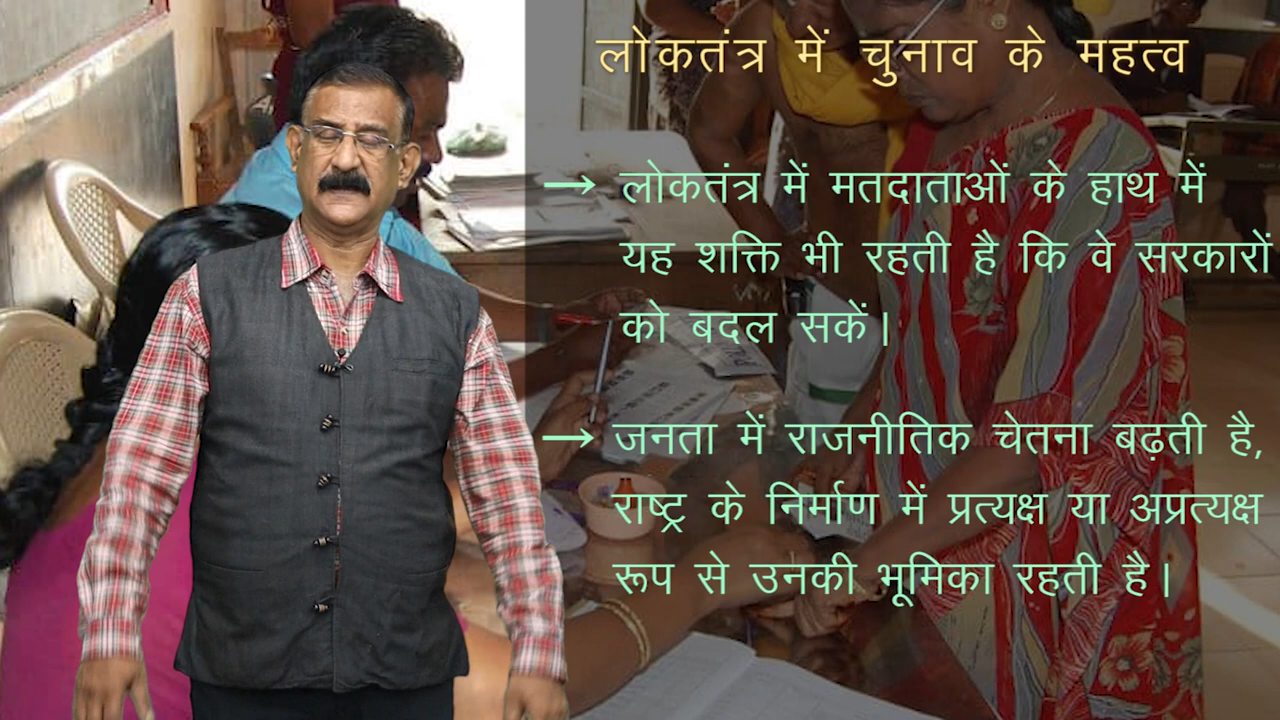 लोकतंत्र में चुनाव के महत्व
→ लोकतंत्र में मतदाताओं के हाथ में
यह शक्ति भी रहती है कि वे सरकारों
को बदल सकें।
→ जनता में राजनीतिक चेतना बढ़ती है,
राष्ट्र के निर्माण में प्रत्यक्ष या अप्रत्यक्ष
रूप से उनकी भूमिका रहती है।